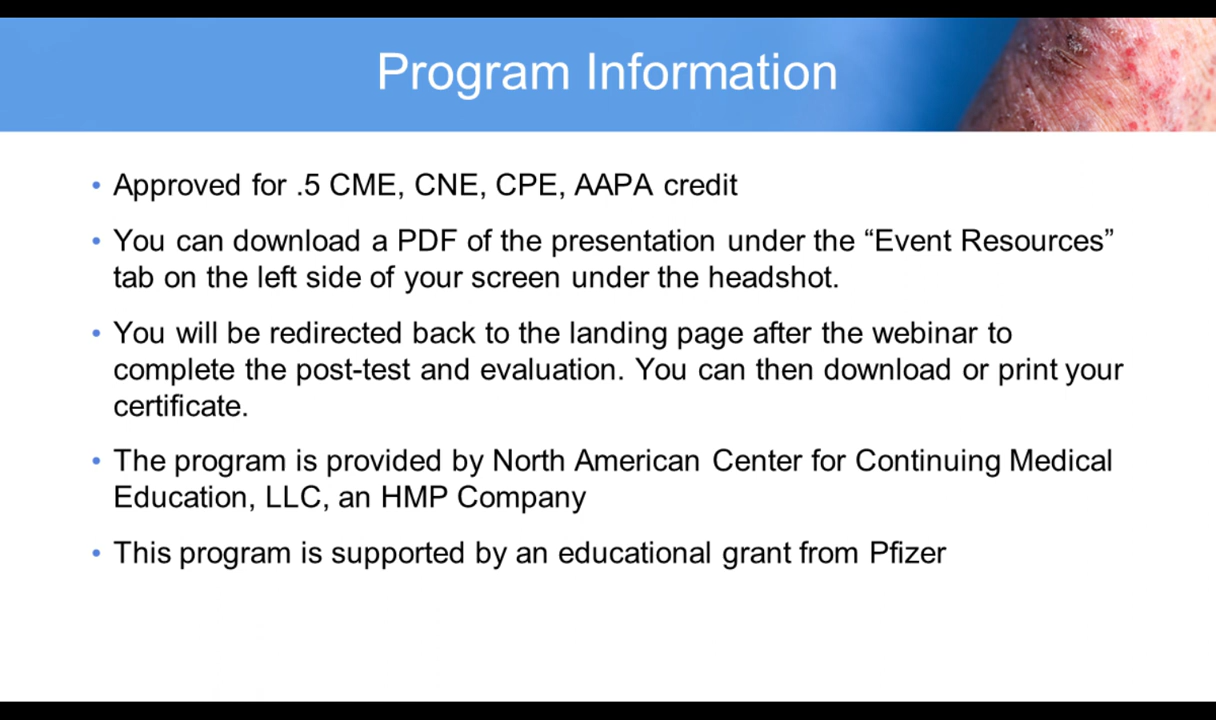 Program Information
• Approved for .5 CME, CNE, CPE, AAPA credit
• You can download a PDF of the presentation under the “Event Resources”
tab on the left side of your screen under the headshot.
• You will be redirected back to the landing page after the webinar to
complete the post-test and evaluation. You can then download or print your
certificate.
• The program is provided by North American Center for Continuing Medical
Education, LLC, an HMP Company
• This program is supported by an educational grant from Pfizer